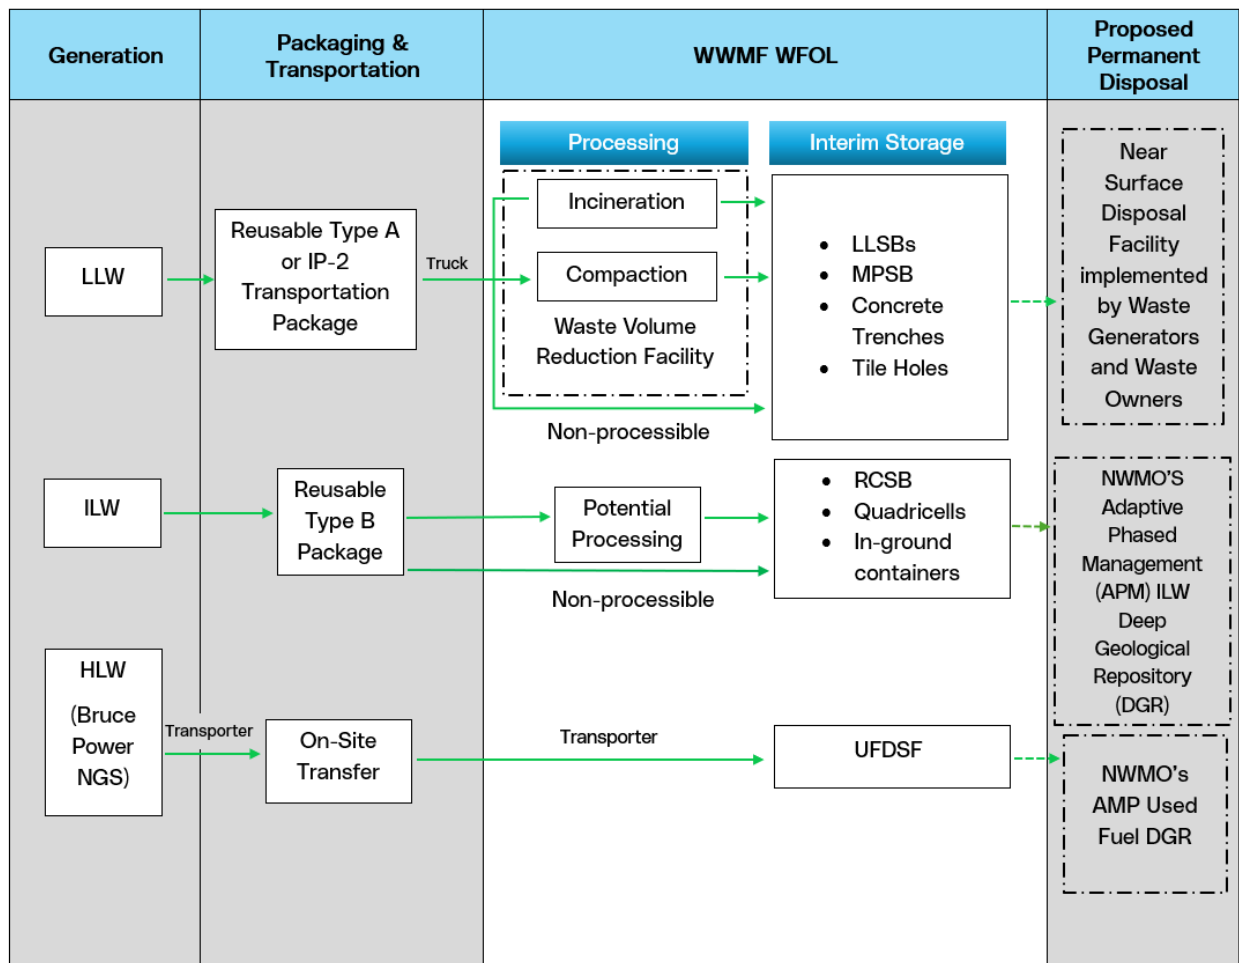 Generation
Packaging &
Transportation
WWMF WFOL
Proposed
Permanent
Disposal
Processing
Interim Storage
LLW
Reusable Type A
or IP-2
Transportation
Package
Truck
Incineration
Compaction
Waste Volume
Reduction Facility
Non-processible
• LLSBs
• MPSB
• Concrete
Trenches
• Tile Holes
Near
Surface
Disposal
Facility
implemented
by Waste
Generators
and Waste
Owners
ILW
Reusable
Type B
Package
Potential
Processing
Non-processible
• RCSB
• Quadricells
• In-ground
containers
NWMO'S
Adaptive
Phased
Management
(APM) ILW
Deep
Geological
Repository
(DGR)
HLW
(Bruce
Power
NGS)
Transporter
On-Site
Transfer
Transporter
UFDSF
NWMO's
AMP Used
Fuel DGR